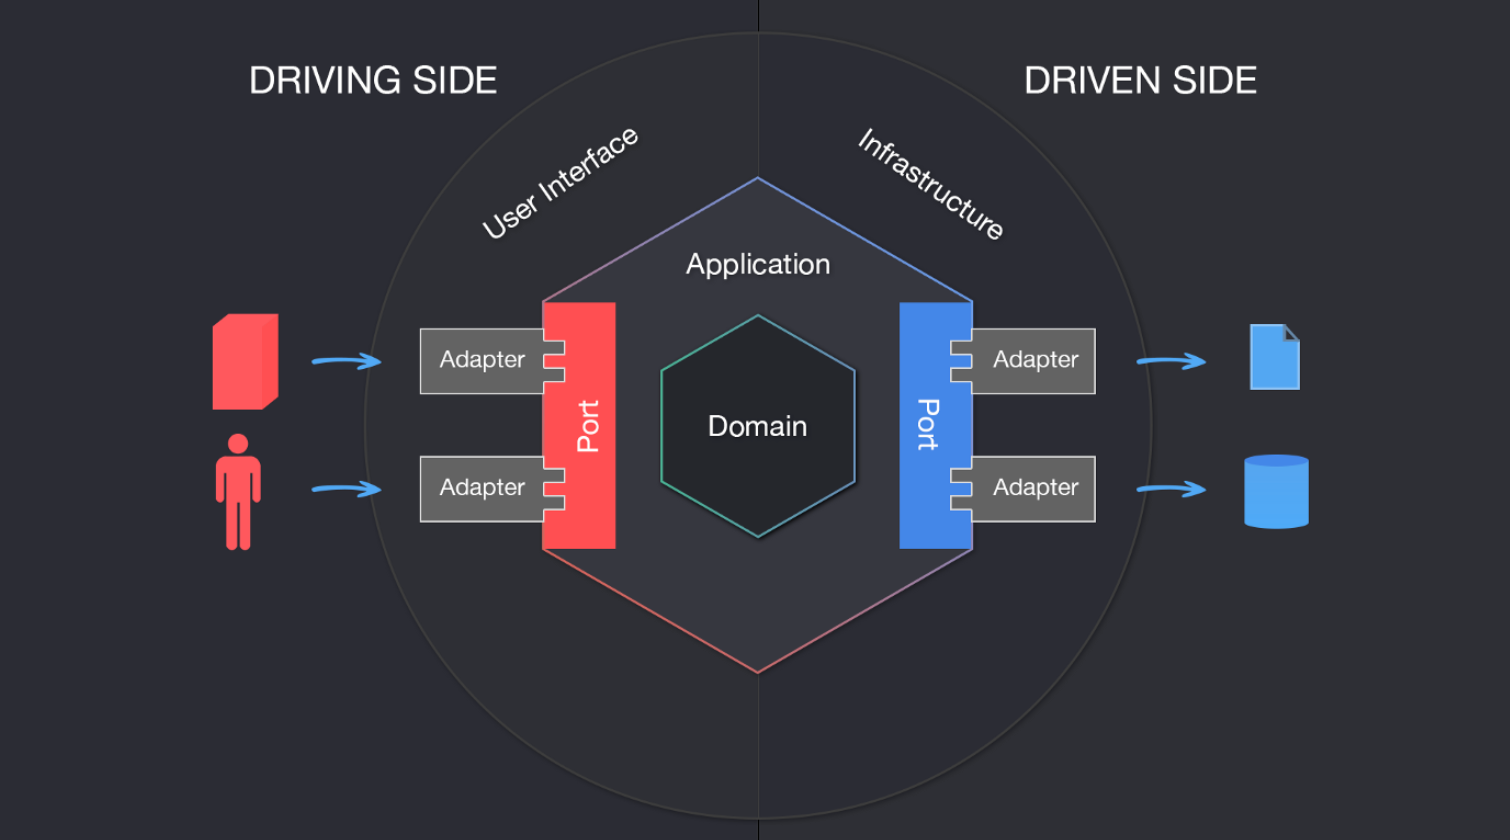 DRIVING SIDE
DRIVEN SIDE
User Interface
Infrastructure
Application
Adapter
Adapter
Port
Domain
Port
Adapter
Adapter